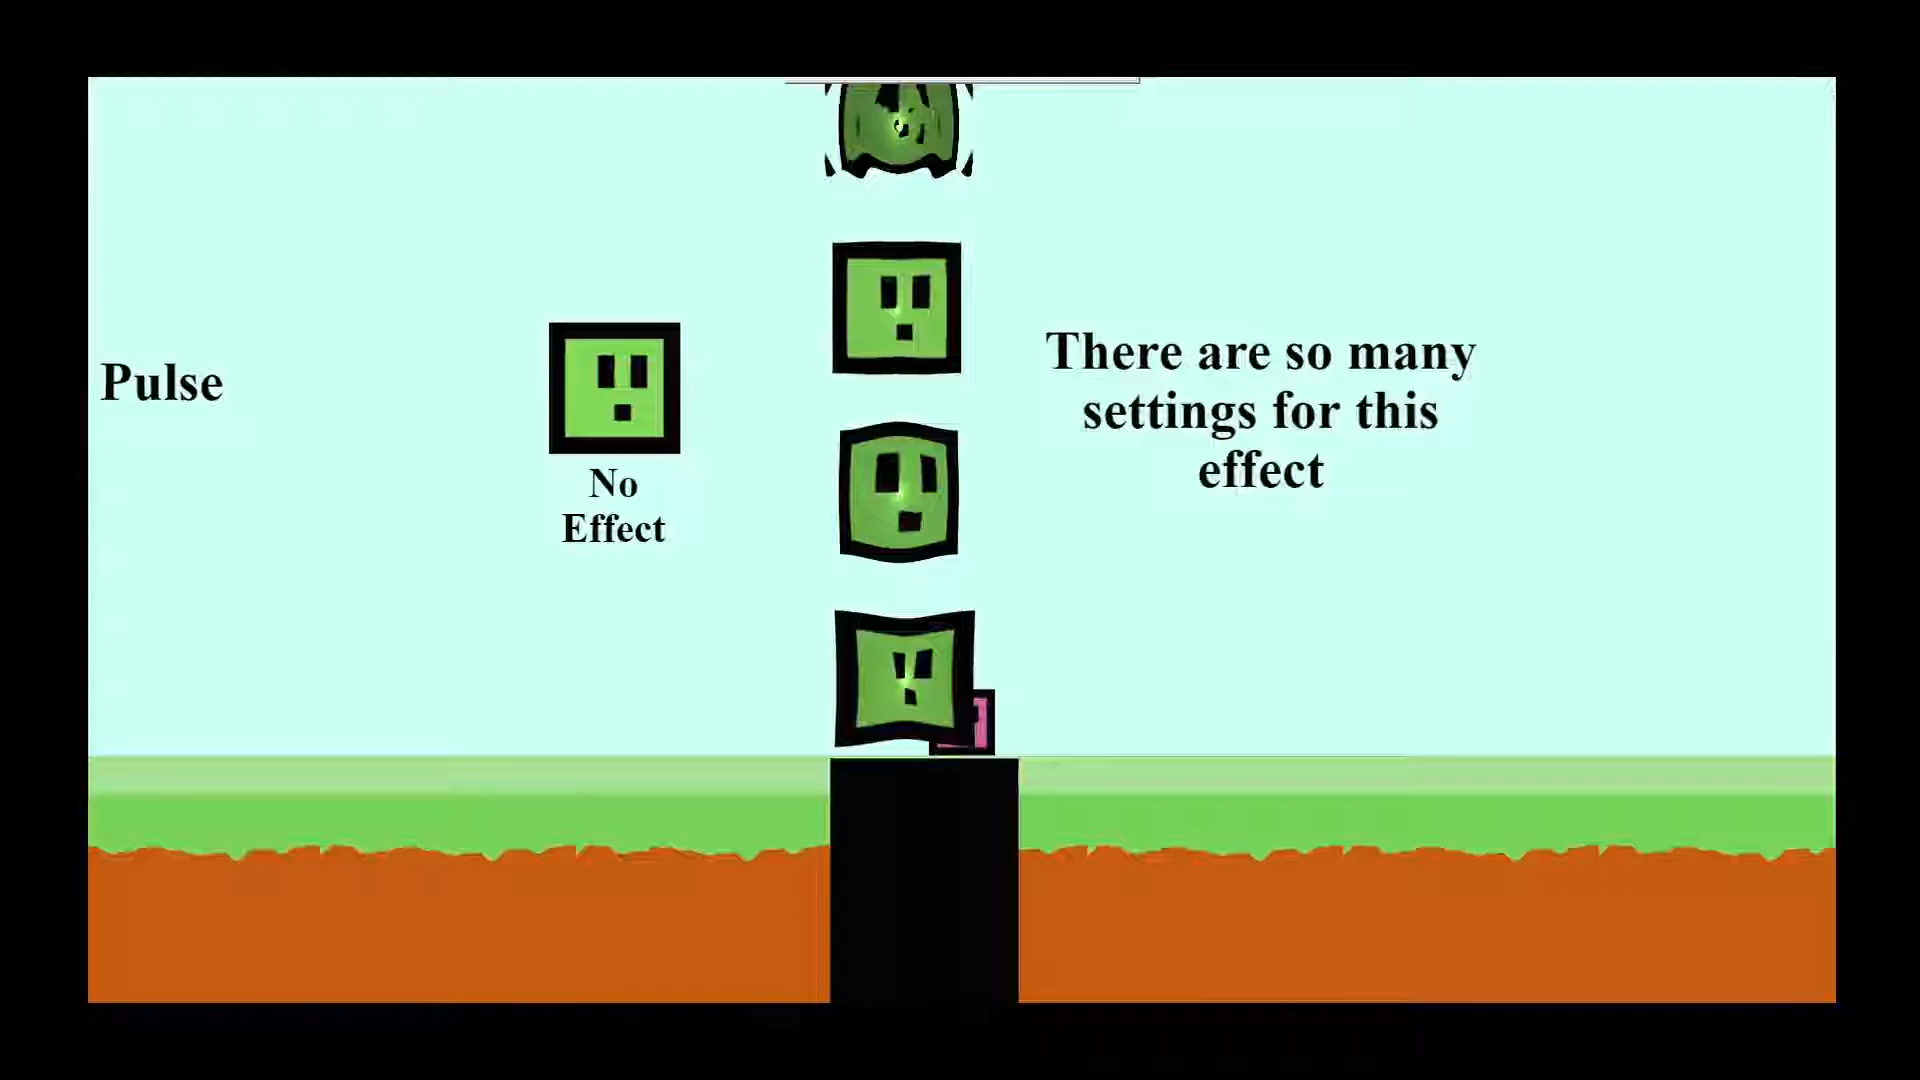 Pulse
No
Effect
There are so many
settings for this
effect